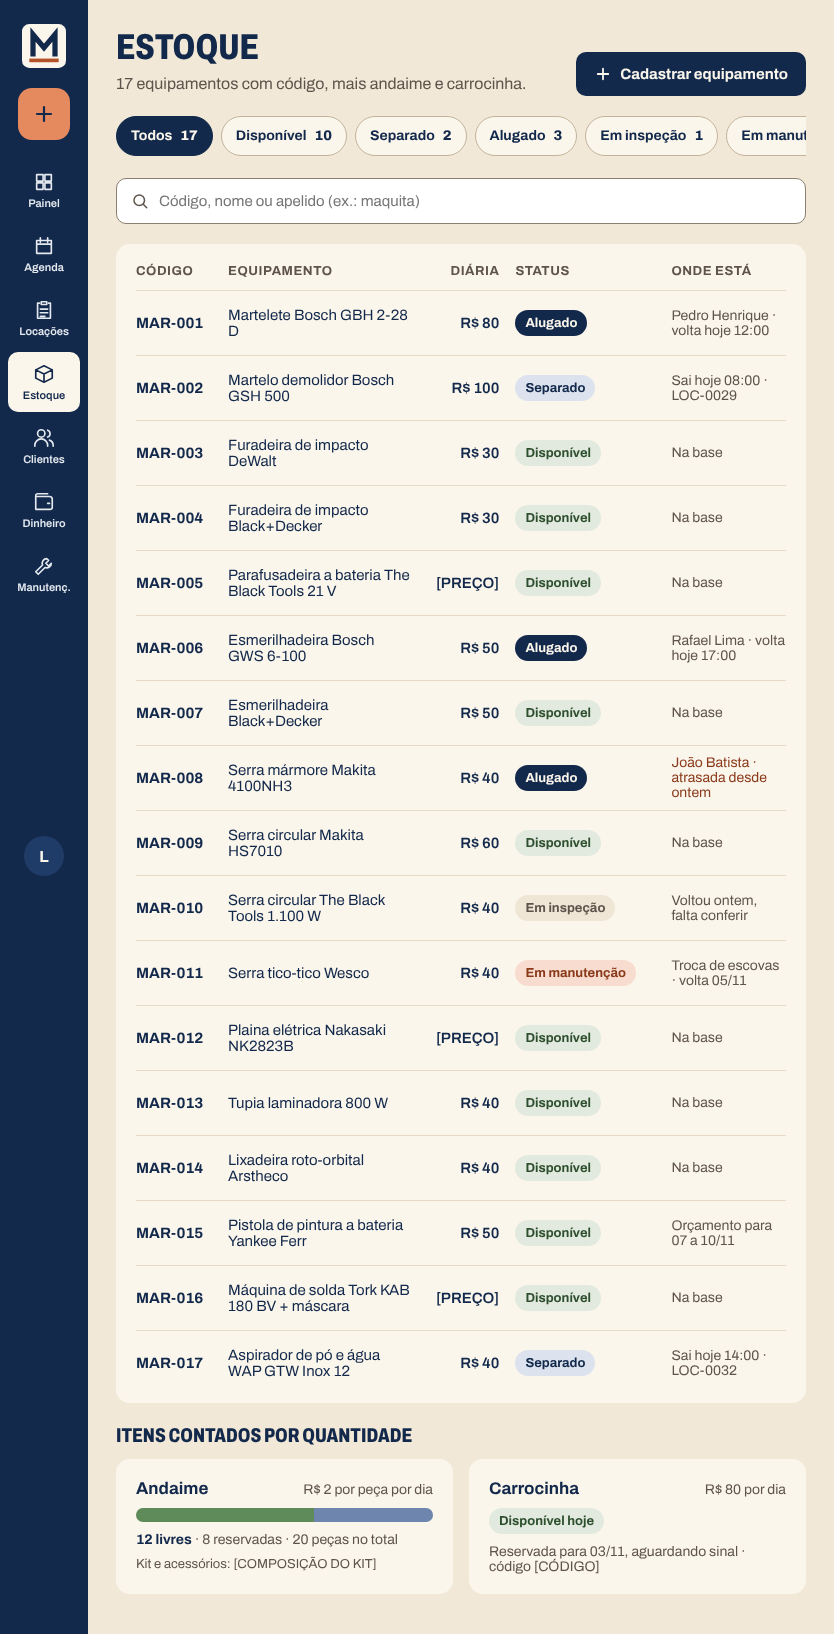 M
ESTOQUE
17 equipamentos com código, mais andaime e carrocinha.
+ Cadastrar equipamento
Todos 17
Disponível 10
Separado 2
Alugado 3
Em inspeção 1
Em manut
Painel
Agenda
Locações
Estoque
Clientes
Dinheiro
Manutenç.
L
Código, nome ou apelido (ex.: maquita)
CÓDIGO EQUIPAMENTO DIÁRIA STATUS ONDE ESTÁ
MAR-001 Martelete Bosch GBH 2-28 R$ 80 Alugado Pedro Henrique ·
D volta hoje 12:00
MAR-002 Martelo demolidor Bosch R$ 100 Separado Sai hoje 08:00 ·
GSH 500 LOC-0029
MAR-003 Furadeira de impacto R$ 30 Disponível Na base
DeWalt
MAR-004 Furadeira de impacto R$ 30 Disponível Na base
Black+Decker
MAR-005 Parafusadeira a bateria The [PREÇO] Disponível Na base
Black Tools 21 V
MAR-006 Esmerilhadeira Bosch R$ 50 Alugado Rafael Lima · volta
GWS 6-100 hoje 17:00
MAR-007 Esmerilhadeira R$ 50 Disponível Na base
Black+Decker
MAR-008 Serra mármore Makita R$ 40 Alugado João Batista ·
4100NH3 atrasada desde
ontem
MAR-009 Serra circular Makita R$ 60 Disponível Na base
HS7010
MAR-010 Serra circular The Black R$ 40 Em inspeção Voltou ontem,
Tools 1.100 W falta conferir
MAR-011 Serra tico-tico Wesco R$ 40 Em manutenção Troca de escovas
· volta 05/11
MAR-012 Plaina elétrica Nakasaki [PREÇO] Disponível Na base
NK2823B
MAR-013 Tupia laminadora 800 W R$ 40 Disponível Na base
MAR-014 Lixadeira roto-orbital R$ 40 Disponível Na base
Arstheco
MAR-015 Pistola de pintura a bateria R$ 50 Disponível Orçamento para
Yankee Ferr 07 a 10/11
MAR-016 Máquina de solda Tork KAB [PREÇO] Disponível Na base
180 BV + máscara
MAR-017 Aspirador de pó e água R$ 40 Separado Sai hoje 14:00 ·
WAP GTW Inox 12 LOC-0032
ITENS CONTADOS POR QUANTIDADE
Andaime R$ 2 por peça por dia
12 livres · 8 reservadas · 20 peças no total
Kit e acessórios: [COMPOSIÇÃO DO KIT]
Carrocinha R$ 80 por dia
Disponível hoje
Reservada para 03/11, aguardando sinal ·
código [CÓDIGO]